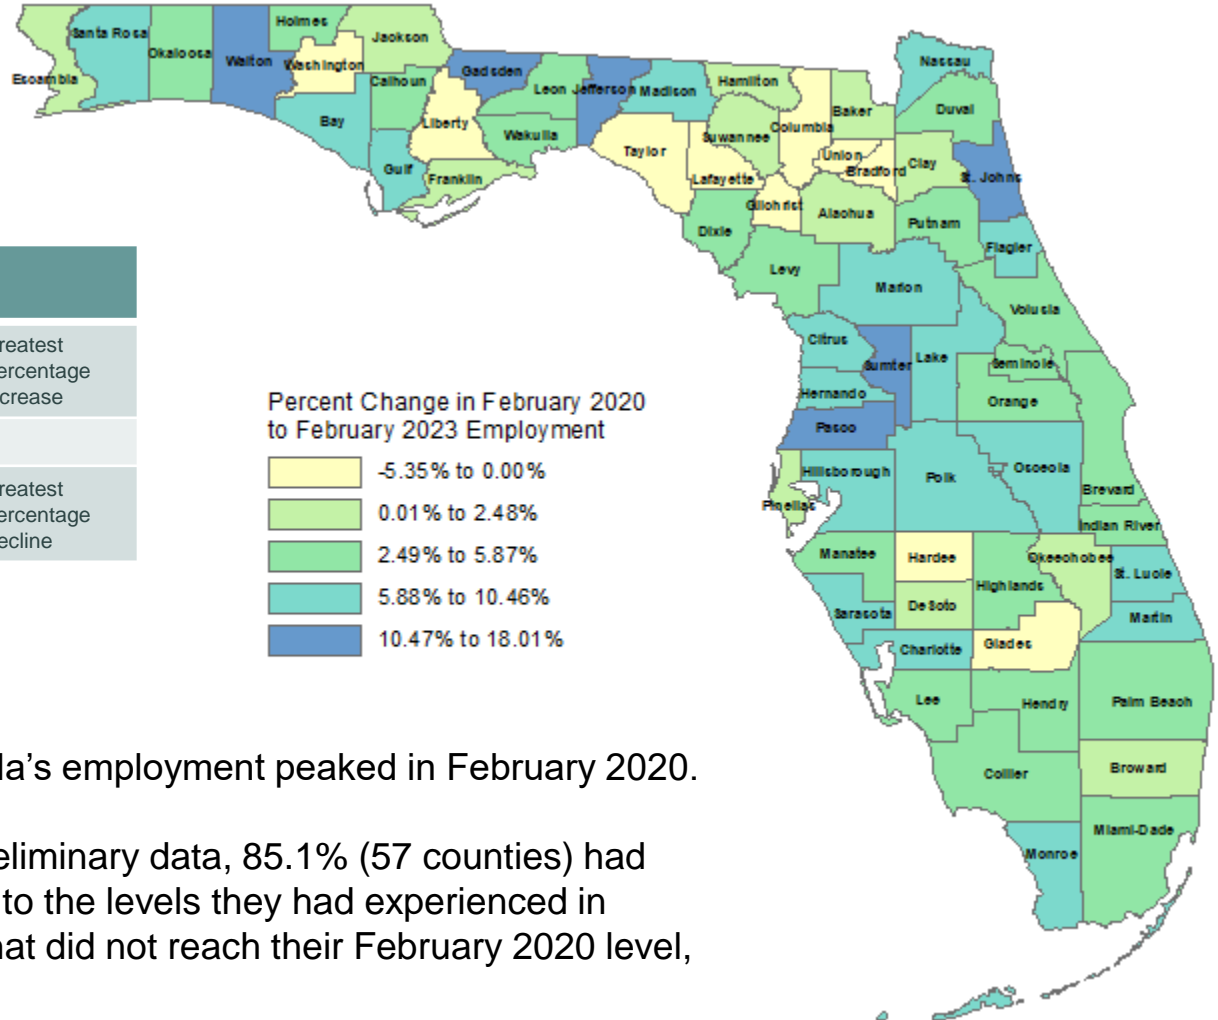 Holmes
Santa Rosa
Jackson
Okaloosa
Walton
Washington
Escambia
Calhoun
Gadsden
Leon
Jefferson
Madison
Hamilton
Nassau
Bay
Liberty
Wakulla
Taylor
Suwannee
Columbia
Baker
Duval
Gulf
Franklin
Lafayette
Union
Bradford
Clay
St. Johns
Gilchrist
Alachua
Putnam
Dixie
Flagler
Levy
Marion
Volusia
Citrus
Sumter
Lake
Seminole
Hernando
Orange
Pasco
Hillsborough
Polk
Osceola
Brevard
Pinellas
Indian River
Manatee
Hardee
Okeechobee
St. Lucie
Highlands
Sarasota
DeSoto
Martin
Charlotte
Glades
Lee
Hendry
Palm Beach
Collier
Broward
Miami-Dade
Monroe
reatest
ercentage
crease
reatest
ercentage
ecline
Percent Change in February 2020
to February 2023 Employment
-5.35% to 0.00%
0.01% to 2.48%
2.49% to 5.87%
5.88% to 10.46%
10.47% to 18.01%
la’s employment peaked in February 2020.
eliminary data, 85.1% (57 counties) had
to the levels they had experienced in
hat did not reach their February 2020 level,